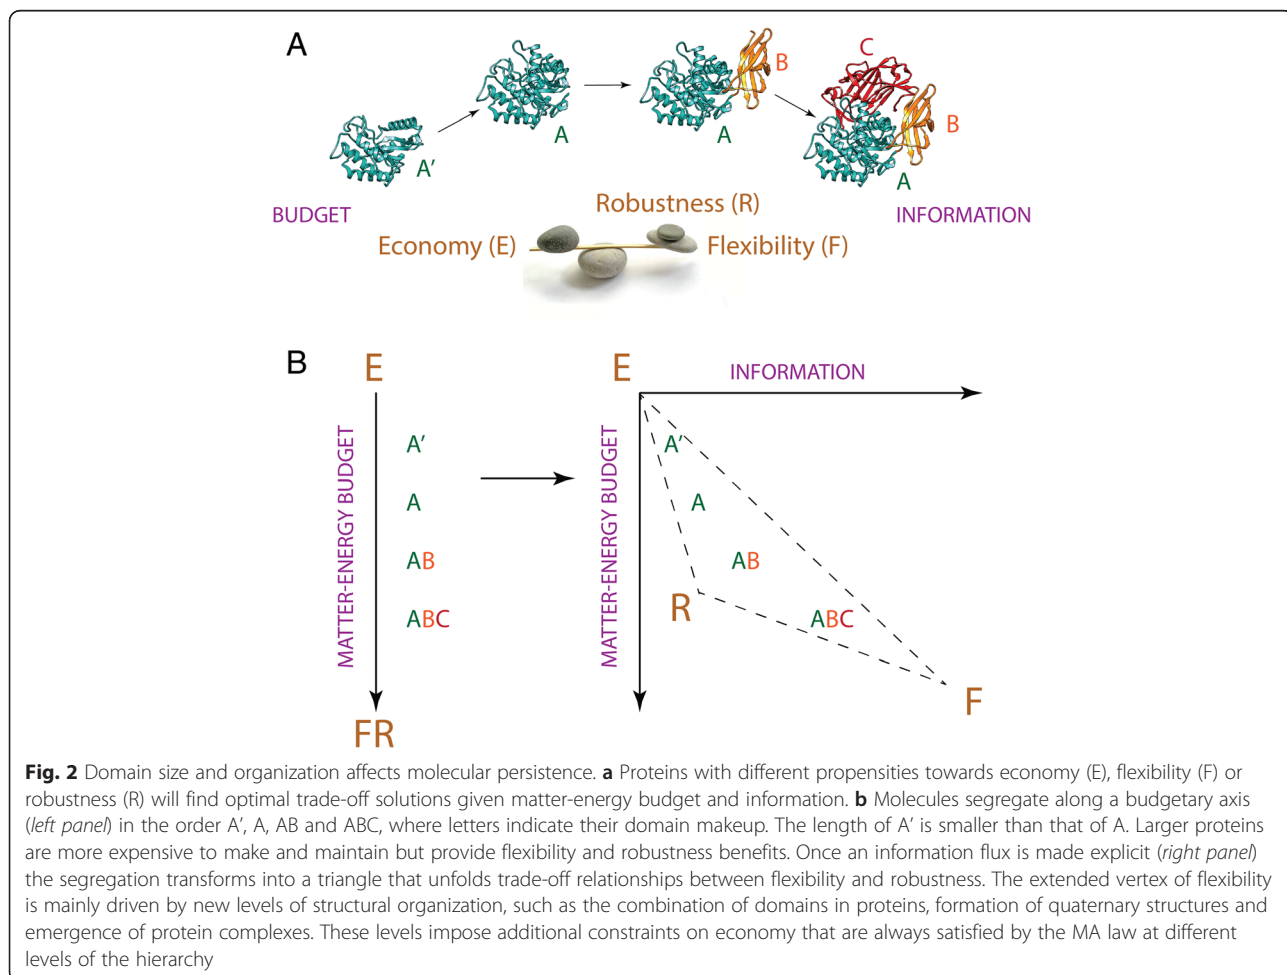 A
C
B
B
A
A
A
A'
BUDGET
Robustness (R)
INFORMATION
Economy (E)
Flexibility (F)
B
E
E
INFORMATION
MATTER-ENERGY BUDGET
A'
A
AB
ABC
FR
MATTER-ENERGY BUDGET
A'
A
AB
R
ABC
F
Fig. 2 Domain size and organization affects molecular persistence. a Proteins with different propensities towards economy (E), flexibility (F) or
robustness (R) will find optimal trade-off solutions given matter-energy budget and information. b Molecules segregate along a budgetary axis
(left panel) in the order A', A, AB and ABC, where letters indicate their domain makeup. The length of A' is smaller than that of A. Larger proteins
are more expensive to make and maintain but provide flexibility and robustness benefits. Once an information flux is made explicit (right panel)
the segregation transforms into a triangle that unfolds trade-off relationships between flexibility and robustness. The extended vertex of flexibility
is mainly driven by new levels of structural organization, such as the combination of domains in proteins, formation of quaternary structures and
emergence of protein complexes. These levels impose additional constraints on economy that are always satisfied by the MA law at different
levels of the hierarchy